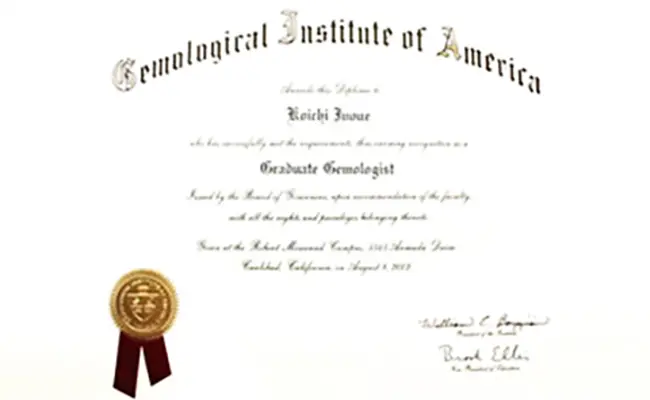 Gemological Institute of America
Awards this Diploma to
Koichi Inoue
who has successfully met the requirements, thus earning recognition as a
Graduate Gemologist
Issued by the Board of Governors, upon recommendation of the faculty
with all the rights and privileges belonging thereto
Given at the Robert Mouawad Campus, 5345 Armada Drive
Carlsbad, California, on August 8,
William C.